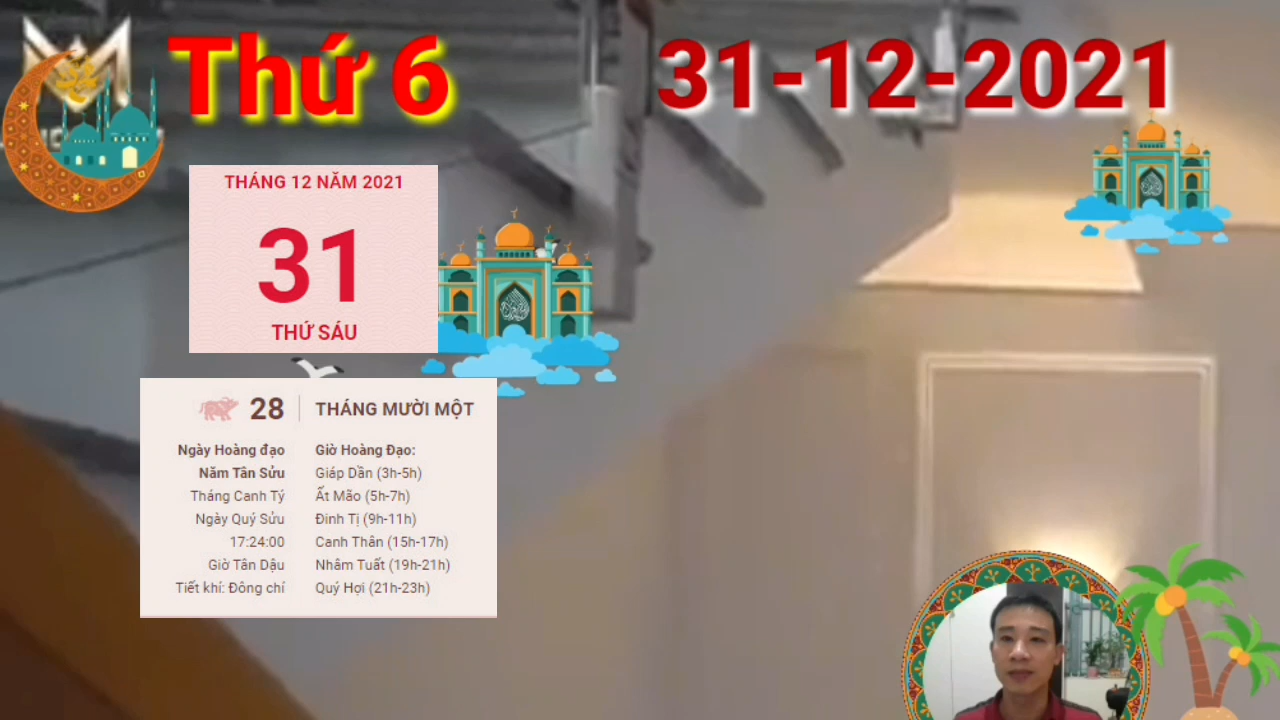 Thứ 6
31-12-2021
THÁNG 12 NĂM 2021
31
THỨ SÁU
28 THÁNG MƯỜI MỘT
Ngày Hoàng đạo Giờ Hoàng Đạo:
Năm Tân Sửu Giáp Dần (3h-5h)
Tháng Canh Tý Ất Mão (5h-7h)
Ngày Quý Sửu Đinh Tị (9h-11h)
17:24:00 Canh Thân (15h-17h)
Giờ Tân Dậu Nhâm Tuất (19h-21h)
Tiết khí: Đông chí Quý Hợi (21h-23h)